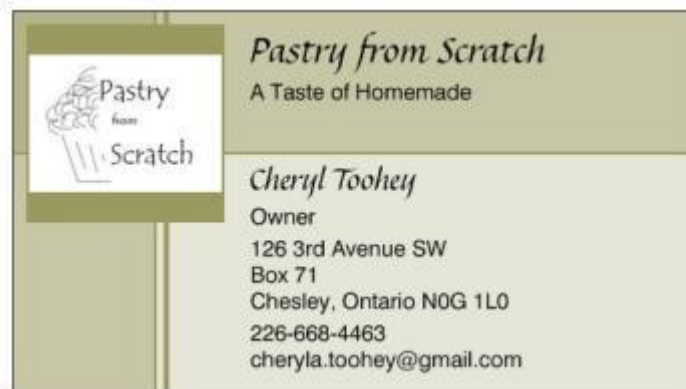 Pastry
from
Scratch
Pastry from Scratch
A Taste of Homemade
Cheryl Toohey
Owner
126 3rd Avenue SW
Box 71
Chesley, Ontario N0G 1L0
226-668-4463
cheryla.toohey@gmail.com